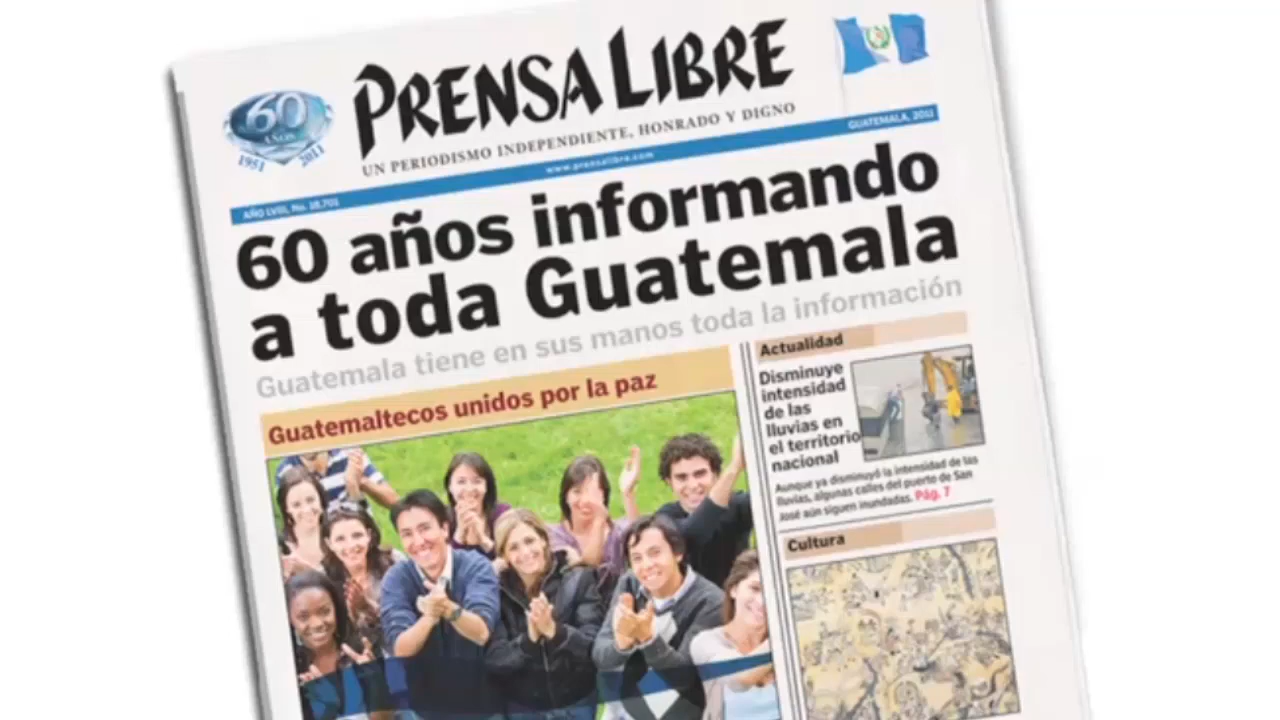 60 AÑOS
1951 2011
PRENSA LIBRE
UN PERIODISMO INDEPENDIENTE, HONRADO Y DIGNO
AÑO LVIII, No. 18,701
www.prensalibre.com
GUATEMALA, 2011
60 años informando
a toda Guatemala
Guatemala tiene en sus manos toda la información
Guatemaltecos unidos por la paz
Actualidad
Disminuye
intensidad
de las
lluvias en
el territorio
nacional
Aunque ya disminuyó la intensidad de las
lluvias, algunas calles del puerto de San
José aún siguen inundadas. Pág. 7
Cultura